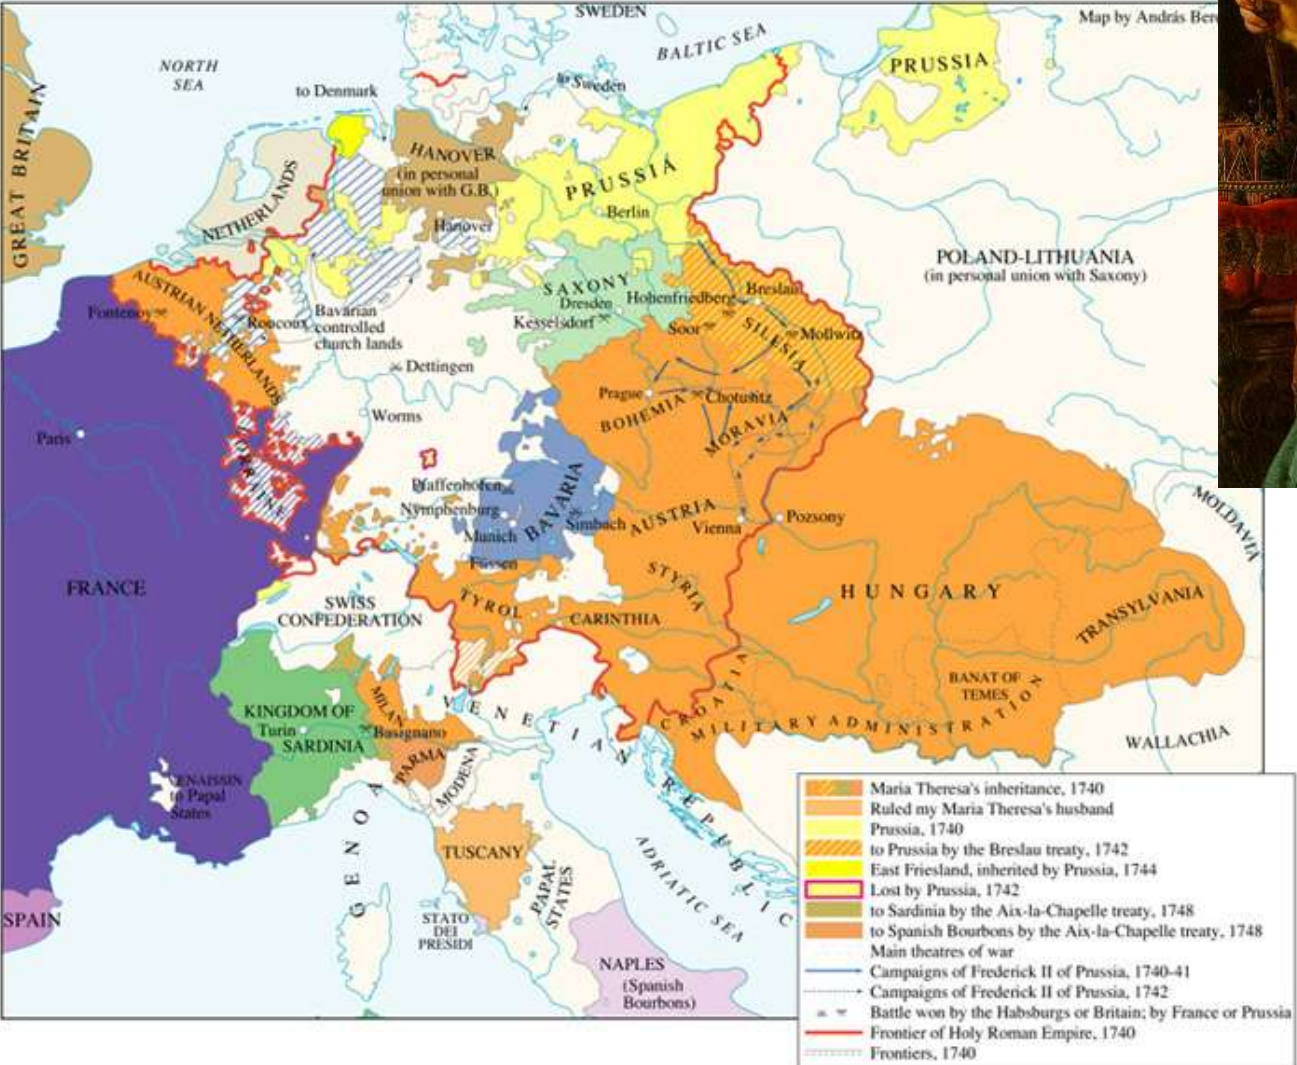 SWEDEN
Map by András Ber
NORTH
SEA
BALTIC SEA
GREAT BRITAIN
to Denmark
to Sweden
PRUSSIA
HANOVER
(in personal
union with G.B.)
Hanover
PRUSSIA
Berlin
NETHERLANDS
POLAND-LITHUANIA
(in personal union with Saxony)
AUSTRIAN NETHERLANDS
Fontenoy
Roucoux
Bavarian
controlled
church lands
SAXONY
Dresden
Kesselsdorf
Hohenfriedberg
Breslau
Soor
SILESIA
Mollwitz
Dettingen
Prague
Chotusitz
BOHEMIA
MORAVIA
Worms
Paris
LORRAINE
Pfaffenhofen
Nymphenburg
Munich
BAVARIA
Simbach
Füssen
AUSTRIA
Vienna
Pozsony
MOLDAVIA
FRANCE
SWISS
CONFEDERATION
TYROL
STYRIA
CARINTHIA
HUNGARY
TRANSYLVANIA
BANAT OF
TEMES
CROATIA
MILITARY ADMINISTRATION
WALLACHIA
KINGDOM OF
Turin
SARDINIA
MILAN
Basignano
PARMA
MODENA
VENETIAN REPUBLIC
ENAISSIN
to Papal
States
GENOA
TUSCANY
PAPAL
STATES
STATO
DEI
PRESIDI
ADRIATIC SEA
SPAIN
NAPLES
(Spanish
Bourbons)
Maria Theresa's inheritance, 1740
Ruled my Maria Theresa's husband
Prussia, 1740
to Prussia by the Breslau treaty, 1742
East Friesland, inherited by Prussia, 1744
Lost by Prussia, 1742
to Sardinia by the Aix-la-Chapelle treaty, 1748
to Spanish Bourbons by the Aix-la-Chapelle treaty, 1748
Main theatres of war
Campaigns of Frederick II of Prussia, 1740-41
Campaigns of Frederick II of Prussia, 1742
Battle won by the Habsburgs or Britain; by France or Prussia
Frontier of Holy Roman Empire, 1740
Frontiers, 1740